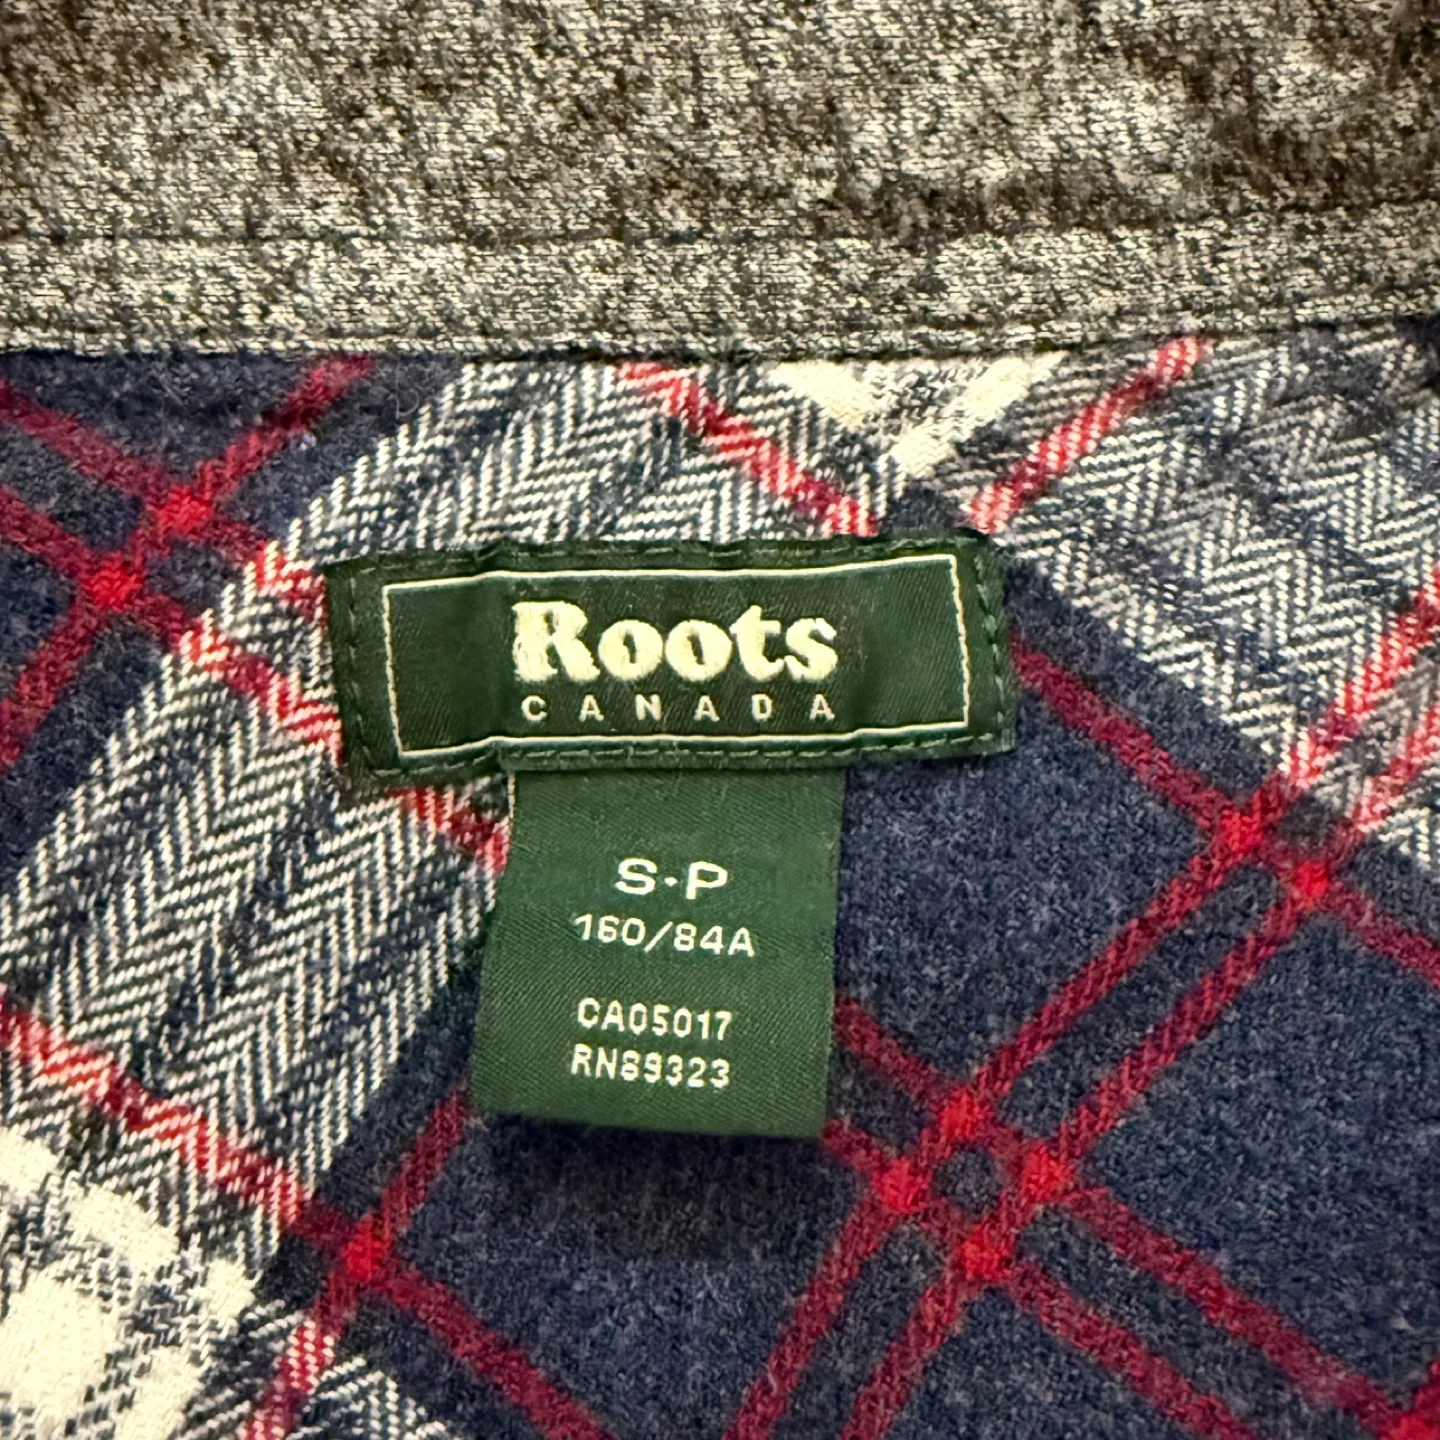 Roots
CANADA
S·P
160/84A
CA05017
RN89323